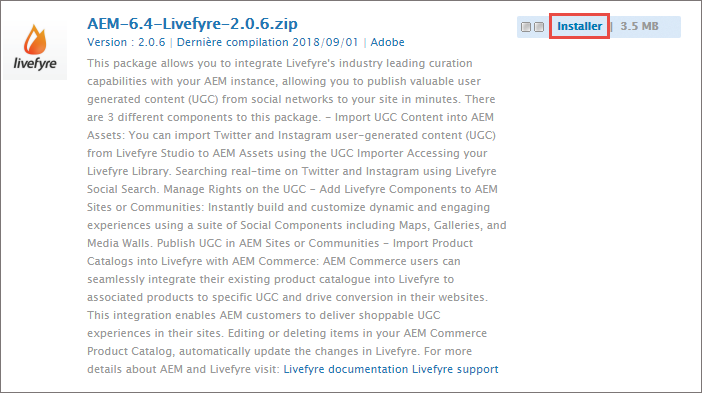 AEM-6.4-Livefyre-2.0.6.zip
Installer | 3.5 MB
Version : 2.0.6 | Dernière compilation 2018/09/01 | Adobe
livefyre
This package allows you to integrate Livefyre's industry leading curation
capabilities with your AEM instance, allowing you to publish valuable user
generated content (UGC) from social networks to your site in minutes. There
are 3 different components to this package. - Import UGC Content into AEM
Assets: You can import Twitter and Instagram user-generated content (UGC)
from Livefyre Studio to AEM Assets using the UGC Importer Accessing your
Livefyre Library. Searching real-time on Twitter and Instagram using Livefyre
Social Search. Manage Rights on the UGC - Add Livefyre Components to AEM
Sites or Communities: Instantly build and customize dynamic and engaging
experiences using a suite of Social Components including Maps, Galleries, and
Media Walls. Publish UGC in AEM Sites or Communities - Import Product
Catalogs into Livefyre with AEM Commerce: AEM Commerce users can
seamlessly integrate their existing product catalogue into Livefyre to
associated products to specific UGC and drive conversion in their websites.
This integration enables AEM customers to deliver shoppable UGC
experiences in their sites. Editing or deleting items in your AEM Commerce
Product Catalog, automatically update the changes in Livefyre. For more
details about AEM and Livefyre visit: Livefyre documentation Livefyre support